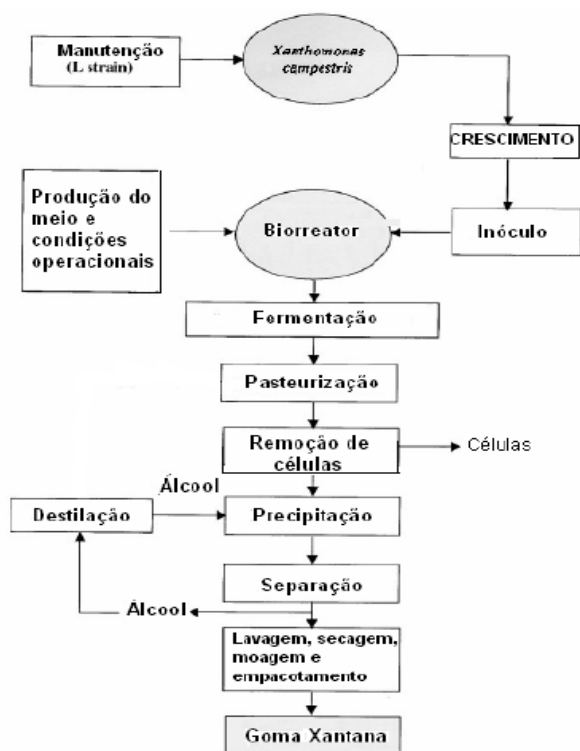 Manutenção
(L strain)
Xanthomonas
campestris
CRESCIMENTO
Produção do
meio e
condições
operacionais
Biorreator
Inóculo
Fermentação
Pasteurização
Remoção de
células
Células
Álcool
Destilação
Precipitação
Separação
Álcool
Lavagem, secagem,
moagem e
empacotamento
Goma Xantana